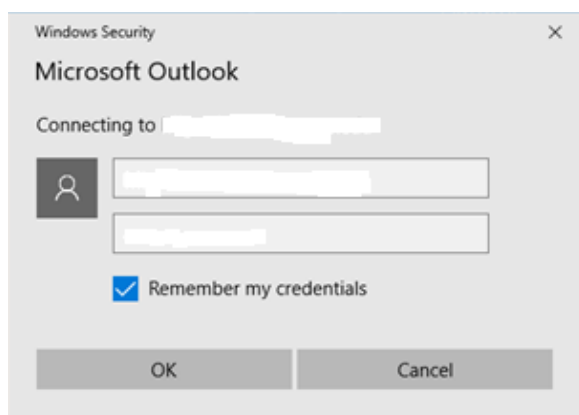 Windows Security
Microsoft Outlook
Connecting to
Remember my credentials
OK
Cancel